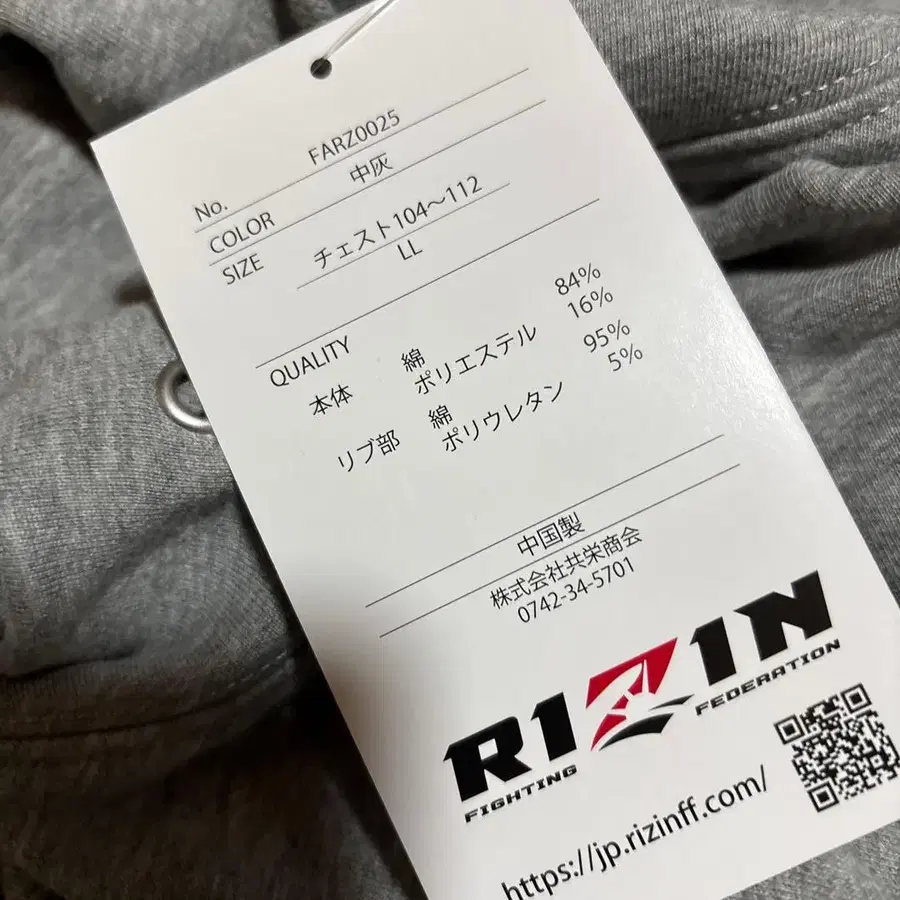 No. FARZ0025
COLOR 中灰
SIZE チェスト104～112
LL
QUALITY
本体 綿 84%
ポリエステル 16%
リブ部 綿 95%
ポリウレタン 5%
中国製
株式会社共栄商会
0742-34-5701
RIZIN
FIGHTING FEDERATION
https://jp.rizinff.com/